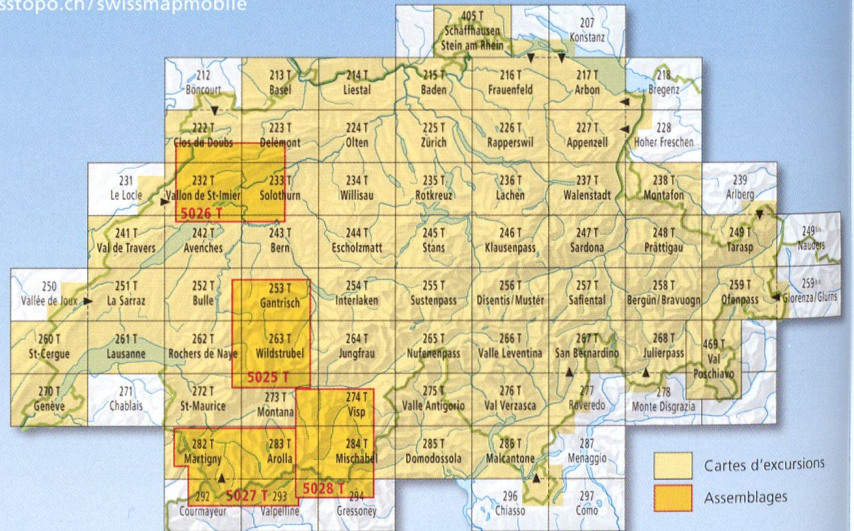 sstopo.ch/swissmapmobile
405 T
Schaffhausen
Stein am Rhein
207
Konstanz
212
Boncourt
213 T
Basel
214 T
Liestal
215 T
Baden
216 T
Frauenfeld
217 T
Arbon
218
Bregenz
222 T
Clos du Doubs
223 T
Delémont
224 T
Olten
225 T
Zürich
226 T
Rapperswil
227 T
Appenzell
228
Hoher Freschen
231
Le Locle
232 T
Vallon de St-Imier
233 T
Solothurn
234 T
Willisau
235 T
Rotkreuz
236 T
Lachen
237 T
Walenstadt
238 T
Montafon
239
Arlberg
5026 T
241 T
Val de Travers
242 T
Avenches
243 T
Bern
244 T
Escholzmatt
245 T
Stans
246 T
Klausenpass
247 T
Sardona
248 T
Prättigau
249 T
Tarasp
249 bis
Nauders
250
Vallée de Joux
251 T
La Sarraz
252 T
Bulle
253 T
Gantrisch
254 T
Interlaken
255 T
Sustenpass
256 T
Disentis/Mustér
257 T
Safiental
258 T
Bergün/Bravuogn
259 T
Ofenpass
259 bis
Glorenza/Glurns
260 T
St-Cergue
261 T
Lausanne
262 T
Rochers de Naye
263 T
Wildstrubel
264 T
Jungfrau
265 T
Nufenenpass
266 T
Valle Leventina
267 T
San Bernardino
268 T
Julierpass
469 T
Val
Poschiavo
5025 T
270 T
Genève
271
Chablais
272 T
St-Maurice
273 T
Montana
274 T
Visp
275 T
Valle Antigorio
276 T
Val Verzasca
277
Roveredo
278
Monte Disgrazia
282 T
Martigny
283 T
Arolla
284 T
Mischabel
285 T
Domodossola
286 T
Malcantone
287
Menaggio
5027 T
5028 T
292
Courmayeur
293
Valpelline
294
Gressoney
296
Chiasso
297
Como
Cartes d'excursions
Assemblages